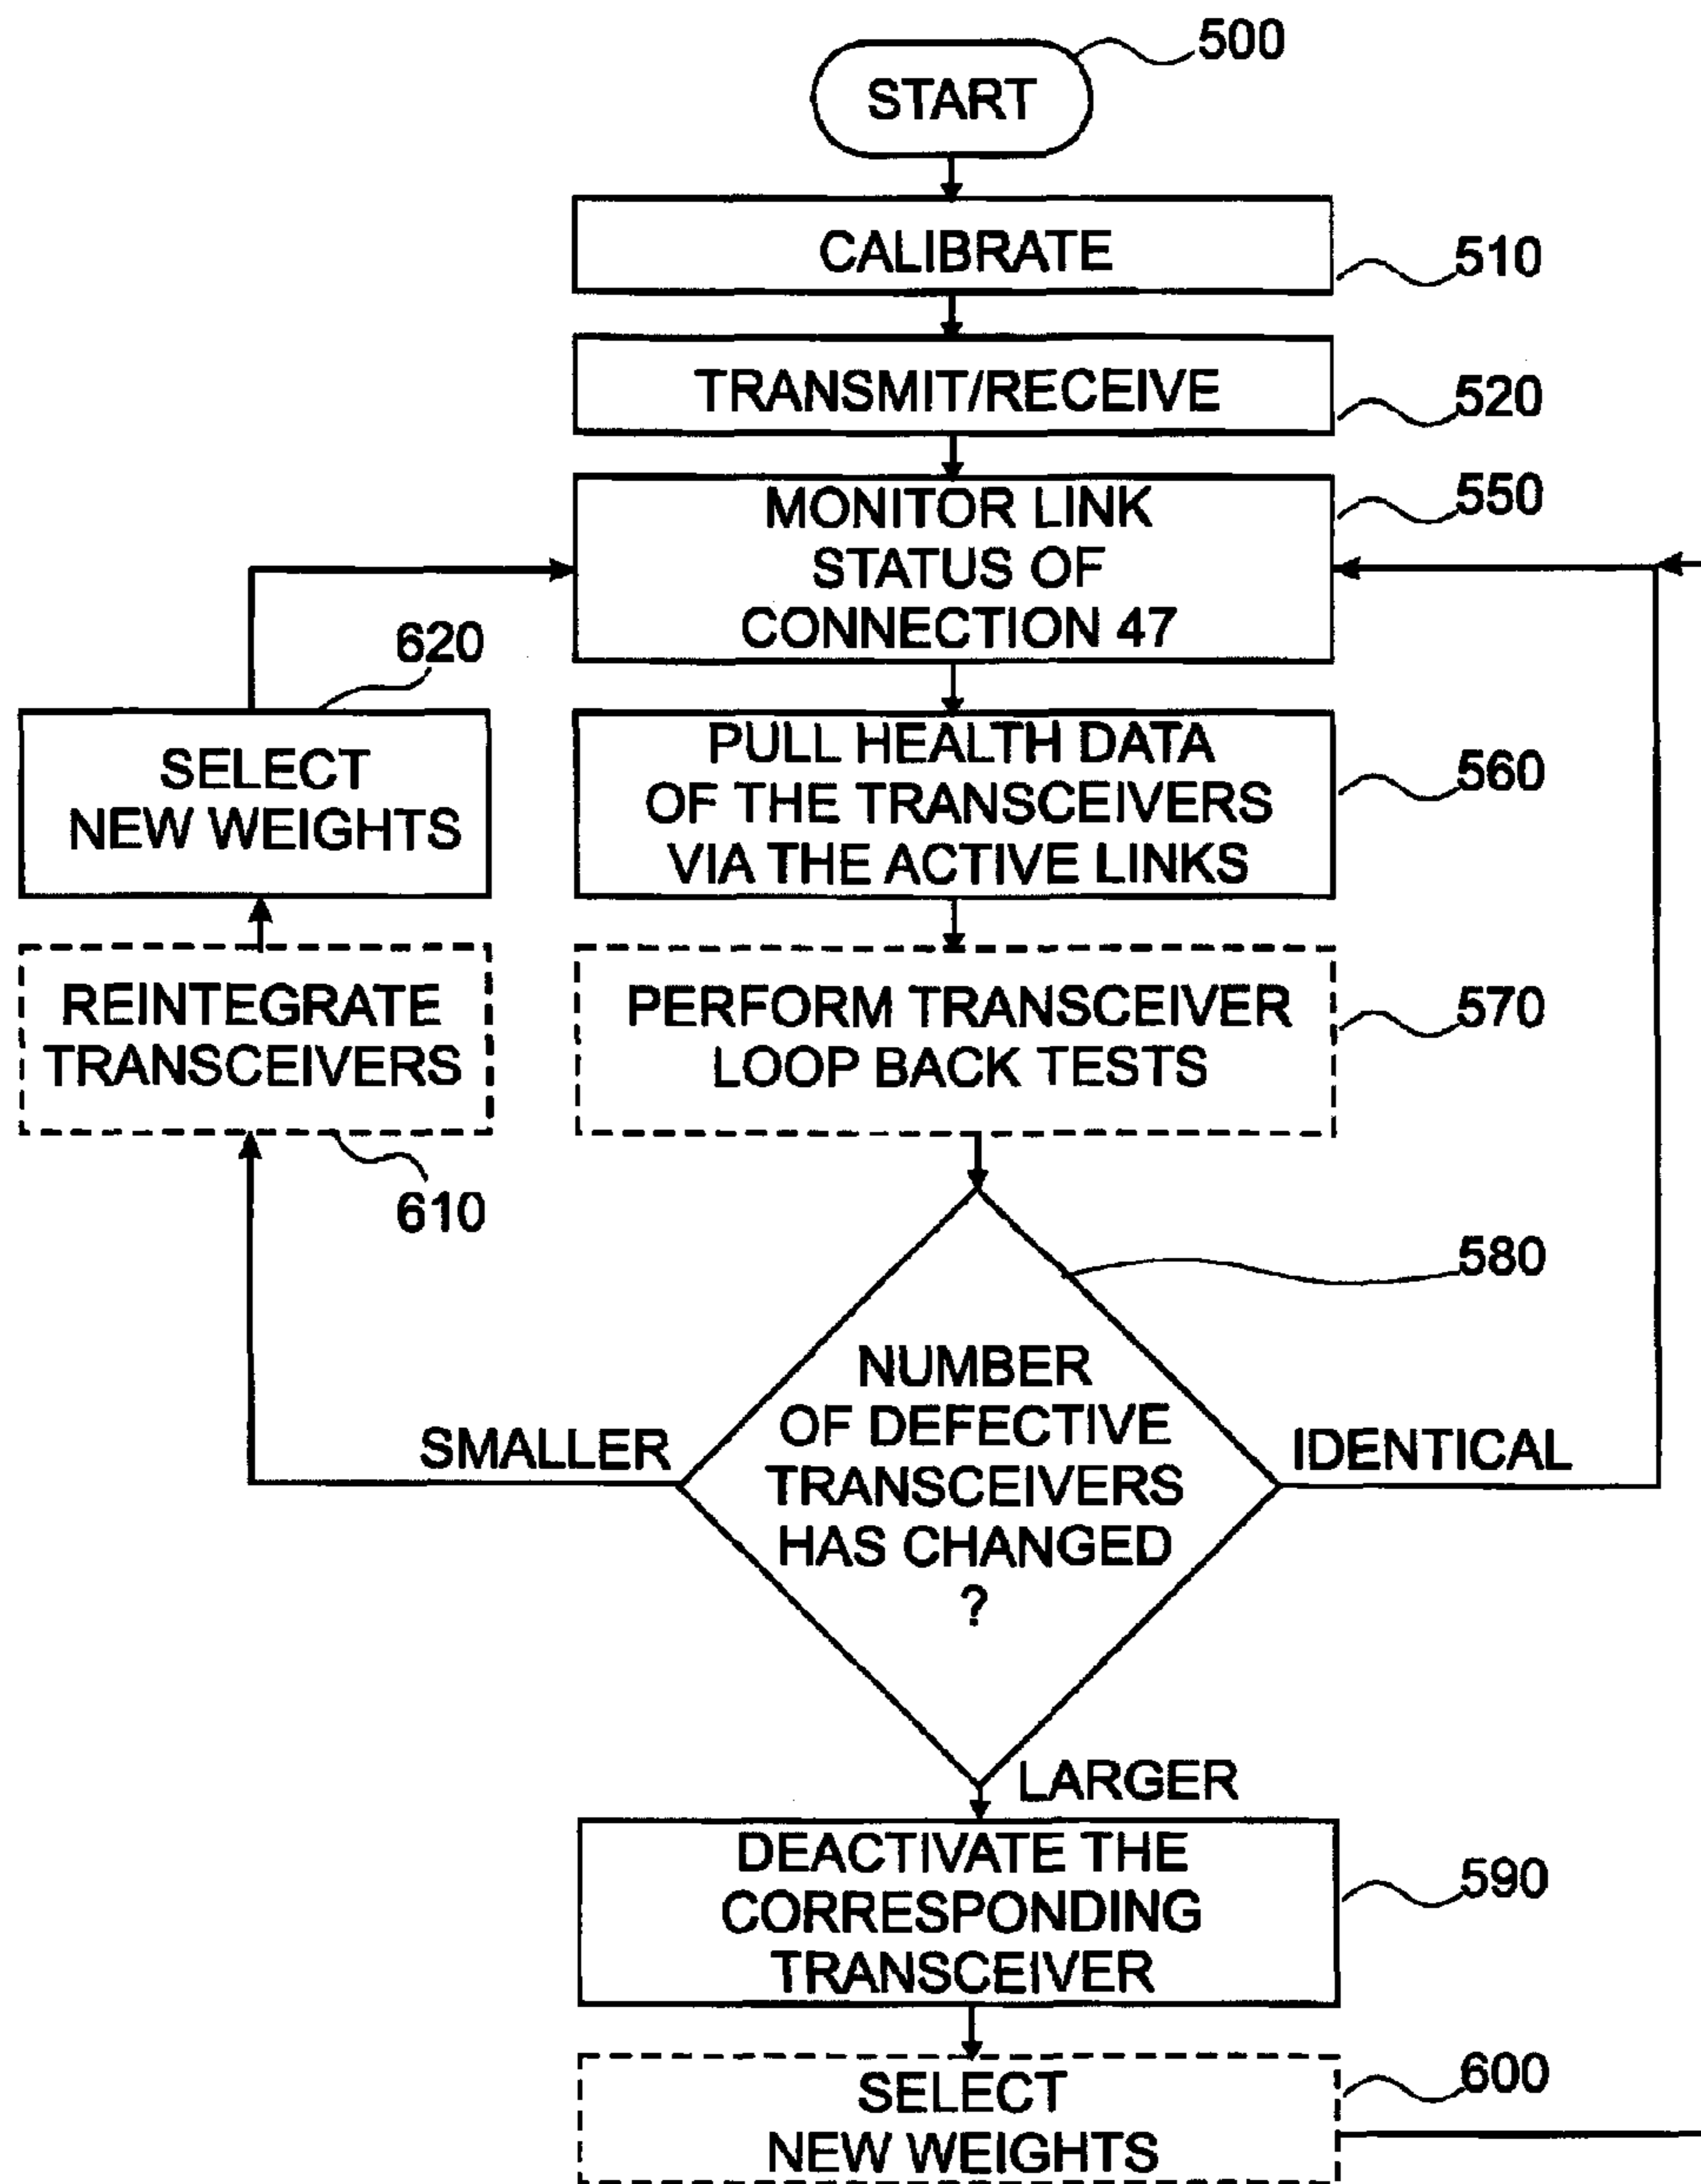 500
START
CALIBRATE
510
TRANSMIT/RECEIVE
520
MONITOR LINK
STATUS OF
CONNECTION 47
550
620
SELECT
NEW WEIGHTS
PULL HEALTH DATA
OF THE TRANSCEIVERS
VIA THE ACTIVE LINKS
560
REINTEGRATE
TRANSCEIVERS
610
PERFORM TRANSCEIVER
LOOP BACK TESTS
570
580
NUMBER
OF DEFECTIVE
TRANSCEIVERS
HAS CHANGED
?
SMALLER
IDENTICAL
LARGER
DEACTIVATE THE
CORRESPONDING
TRANSCEIVER
590
SELECT
NEW WEIGHTS
600